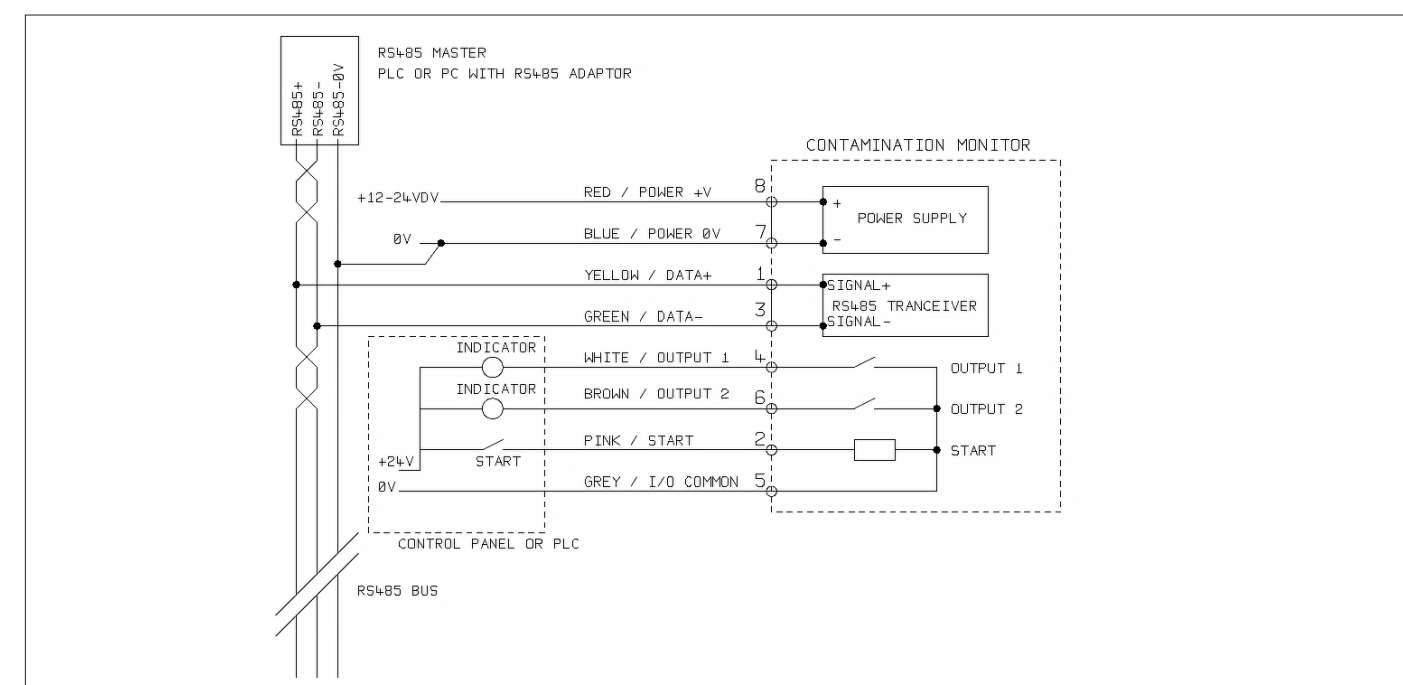 RS485 MASTER
PLC OR PC WITH RS485 ADAPTOR
RS485+
RS485-
RS485-0V
CONTAMINATION MONITOR
+12-24VDV
RED / POWER +V
8
+
POWER SUPPLY
0V
BLUE / POWER 0V
7
-
YELLOW / DATA+
1
SIGNAL+
RS485 TRANCEIVER
GREEN / DATA-
3
SIGNAL-
INDICATOR
WHITE / OUTPUT 1
4
OUTPUT 1
INDICATOR
BROWN / OUTPUT 2
6
OUTPUT 2
PINK / START
2
START
+24V
START
0V
GREY / I/O COMMON
5
CONTROL PANEL OR PLC
RS485 BUS